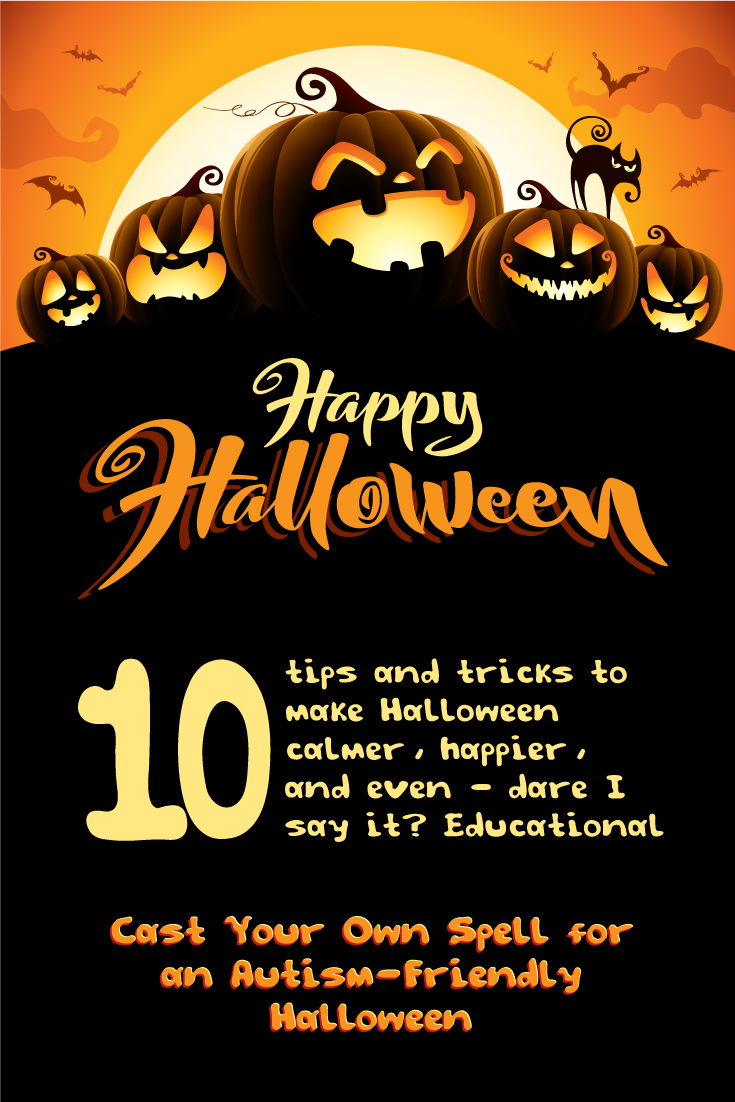 Happy
Halloween
10
tips and tricks to
make Halloween
calmer, happier,
and even - dare I
say it? Educational
Cast Your Own Spell for
an Autism-Friendly
Halloween